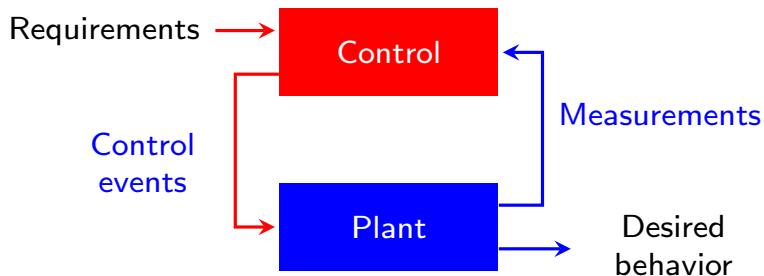 Requirements
Control
Measurements
Control
events
Plant
Desired
behavior